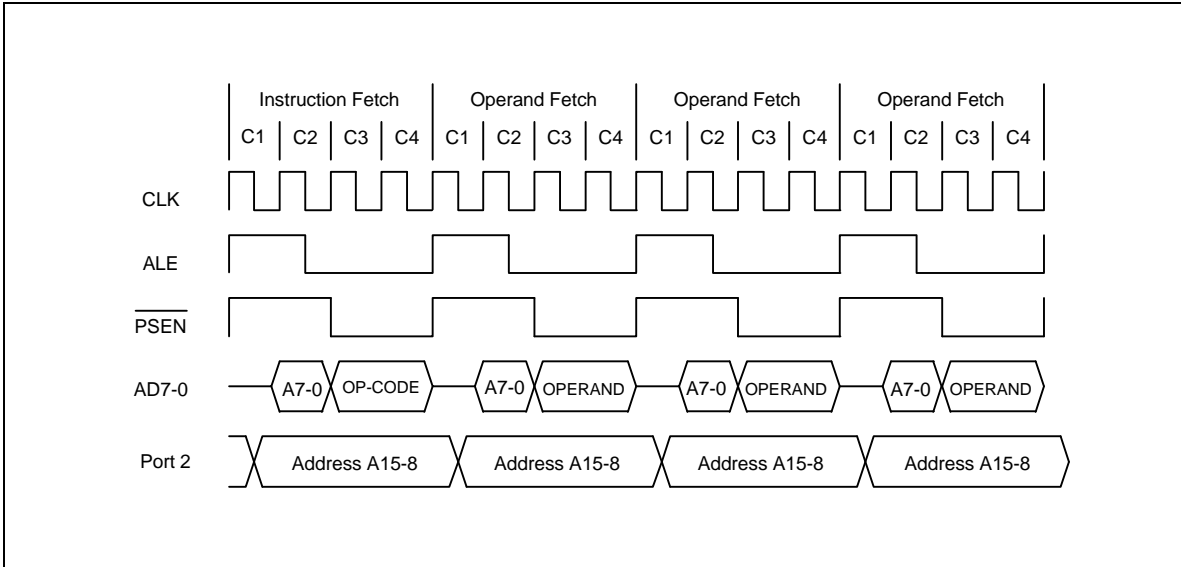 Instruction Fetch Operand Fetch Operand Fetch Operand Fetch
C1 C2 C3 C4 C1 C2 C3 C4 C1 C2 C3 C4 C1 C2 C3 C4
CLK
ALE
PSEN
AD7-0 A7-0 OP-CODE A7-0 OPERAND A7-0 OPERAND A7-0 OPERAND
Port 2 Address A15-8 Address A15-8 Address A15-8 Address A15-8